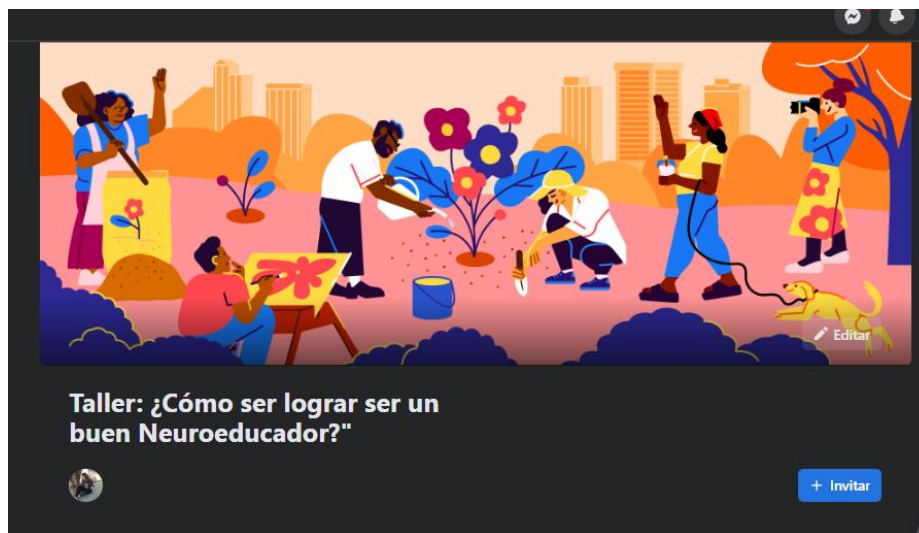 Editar
Taller: ¿Cómo ser lograr ser un
buen Neuroeducador?"
+ Invitar